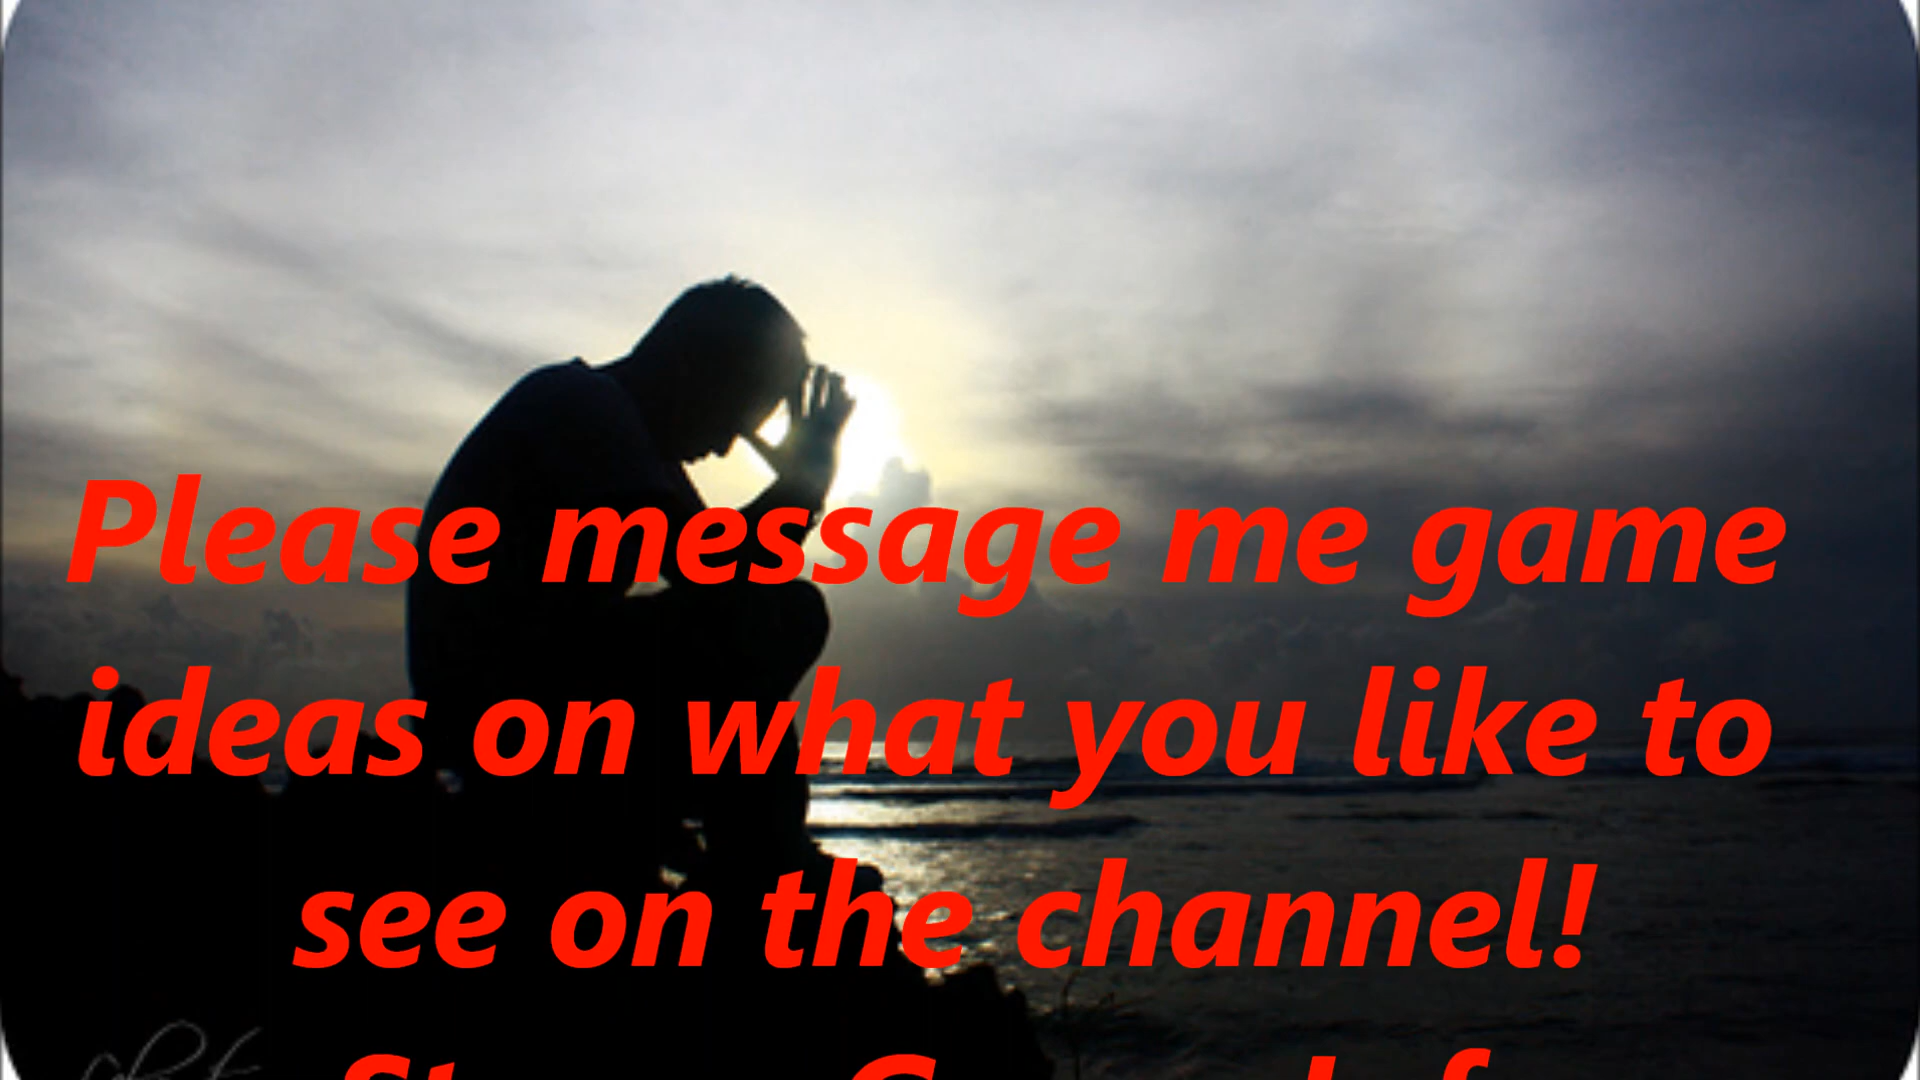 Please message me game
ideas on what you like to
see on the channel!